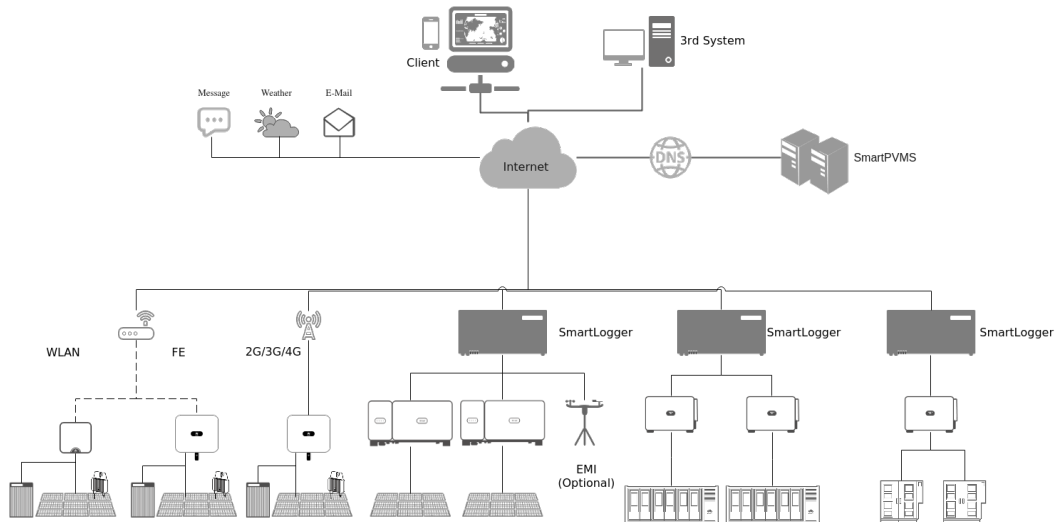 Client
3rd System
Message
Weather
E-Mail
Internet
DNS
SmartPVMS
WLAN
FE
2G/3G/4G
SmartLogger
SmartLogger
SmartLogger
EMI
(Optional)